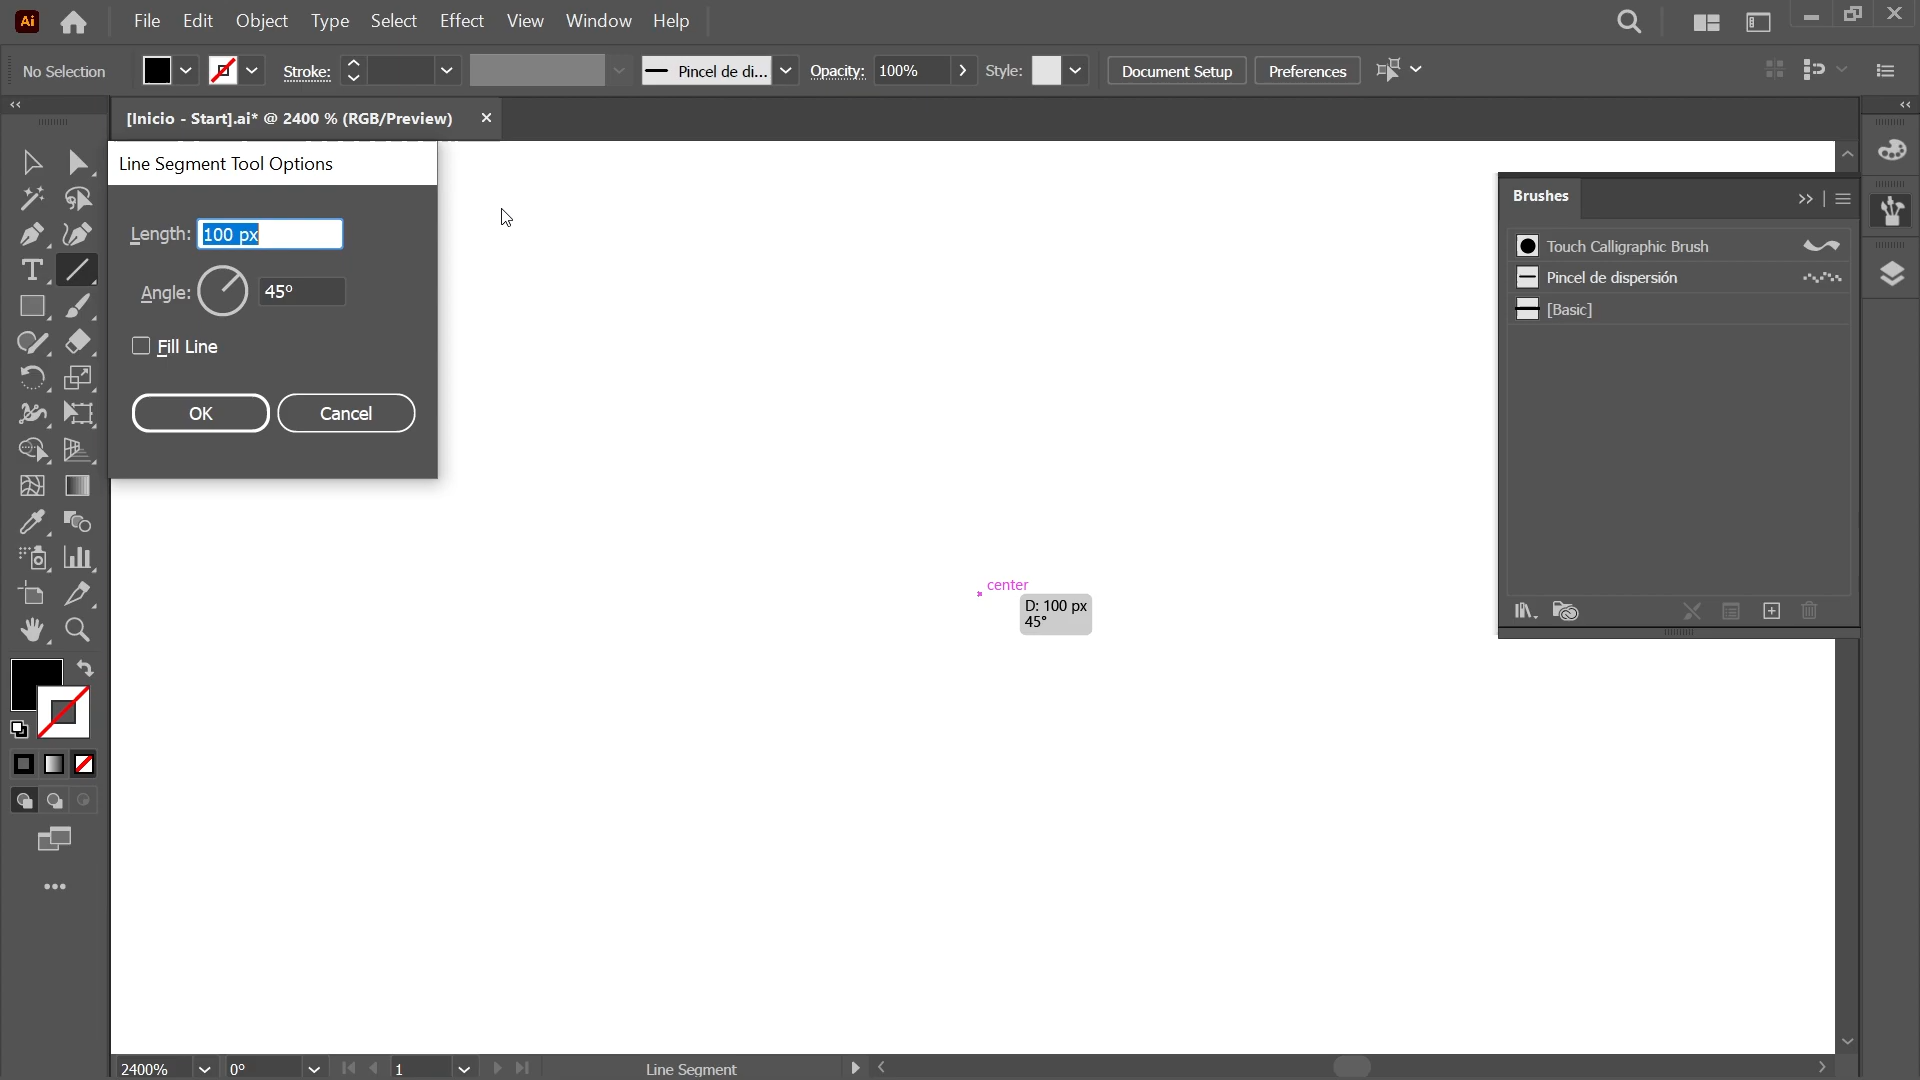 Ai File Edit Object Type Select Effect View Window Help
No Selection Stroke: Pincel de di... Opacity: 100% Style: Document Setup Preferences
[Inicio - Start].ai* @ 2400 % (RGB/Preview)
Line Segment Tool Options
Length: 100 px
Angle: 45°
Fill Line
OK Cancel
center
D: 100 px
45°
Brushes
Touch Calligraphic Brush
Pincel de dispersión
[Basic]
2400% 0° 1 Line Segment